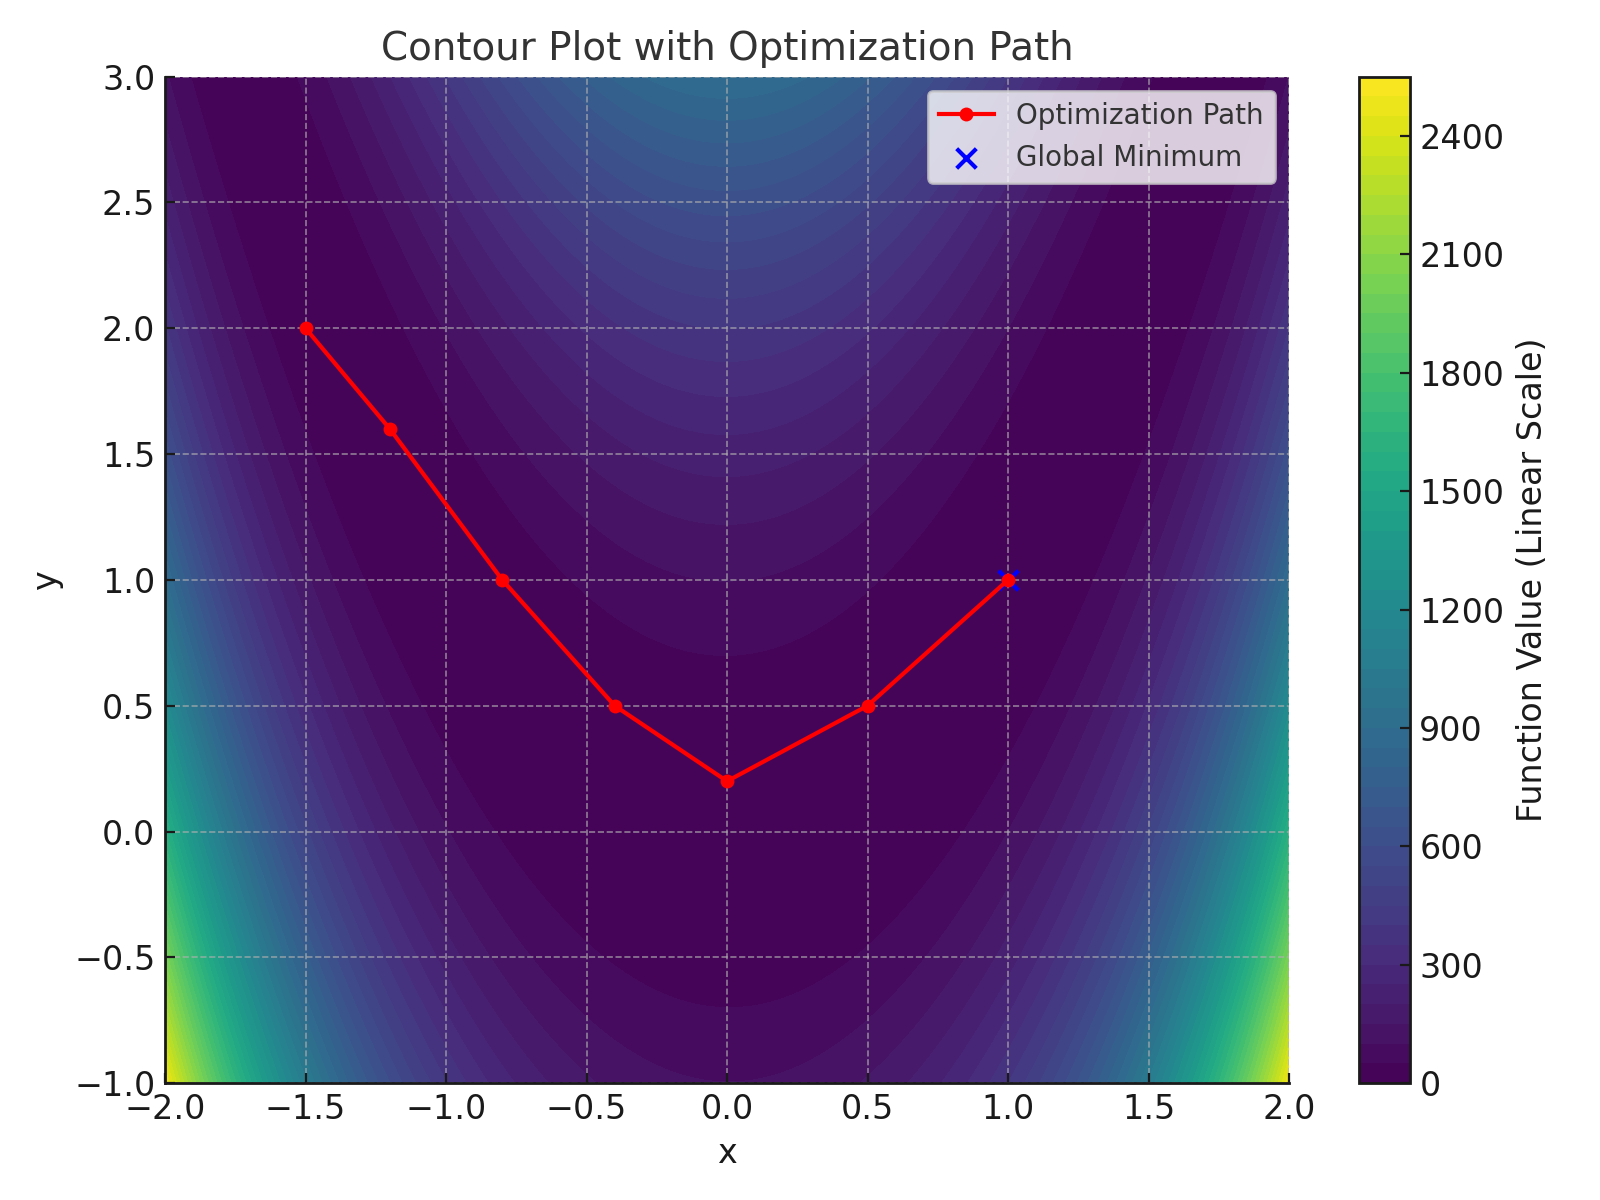 Contour Plot with Optimization Path
Optimization Path
Global Minimum
3.0
2.5
2.0
1.5
1.0
0.5
0.0
−0.5
−1.0
y
−2.0 −1.5 −1.0 −0.5 0.0 0.5 1.0 1.5 2.0
x
2400
2100
1800
1500
1200
900
600
300
0
Function Value (Linear Scale)